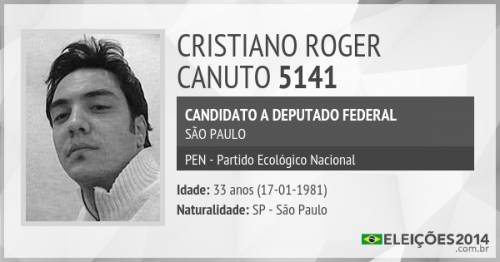 CRISTIANO ROGER
CANUTO 5141
CANDIDATO A DEPUTADO FEDERAL
SÃO PAULO
PEN - Partido Ecológico Nacional
Idade: 33 anos (17-01-1981)
Naturalidade: SP - São Paulo
ELEIÇÕES2014
.com.br